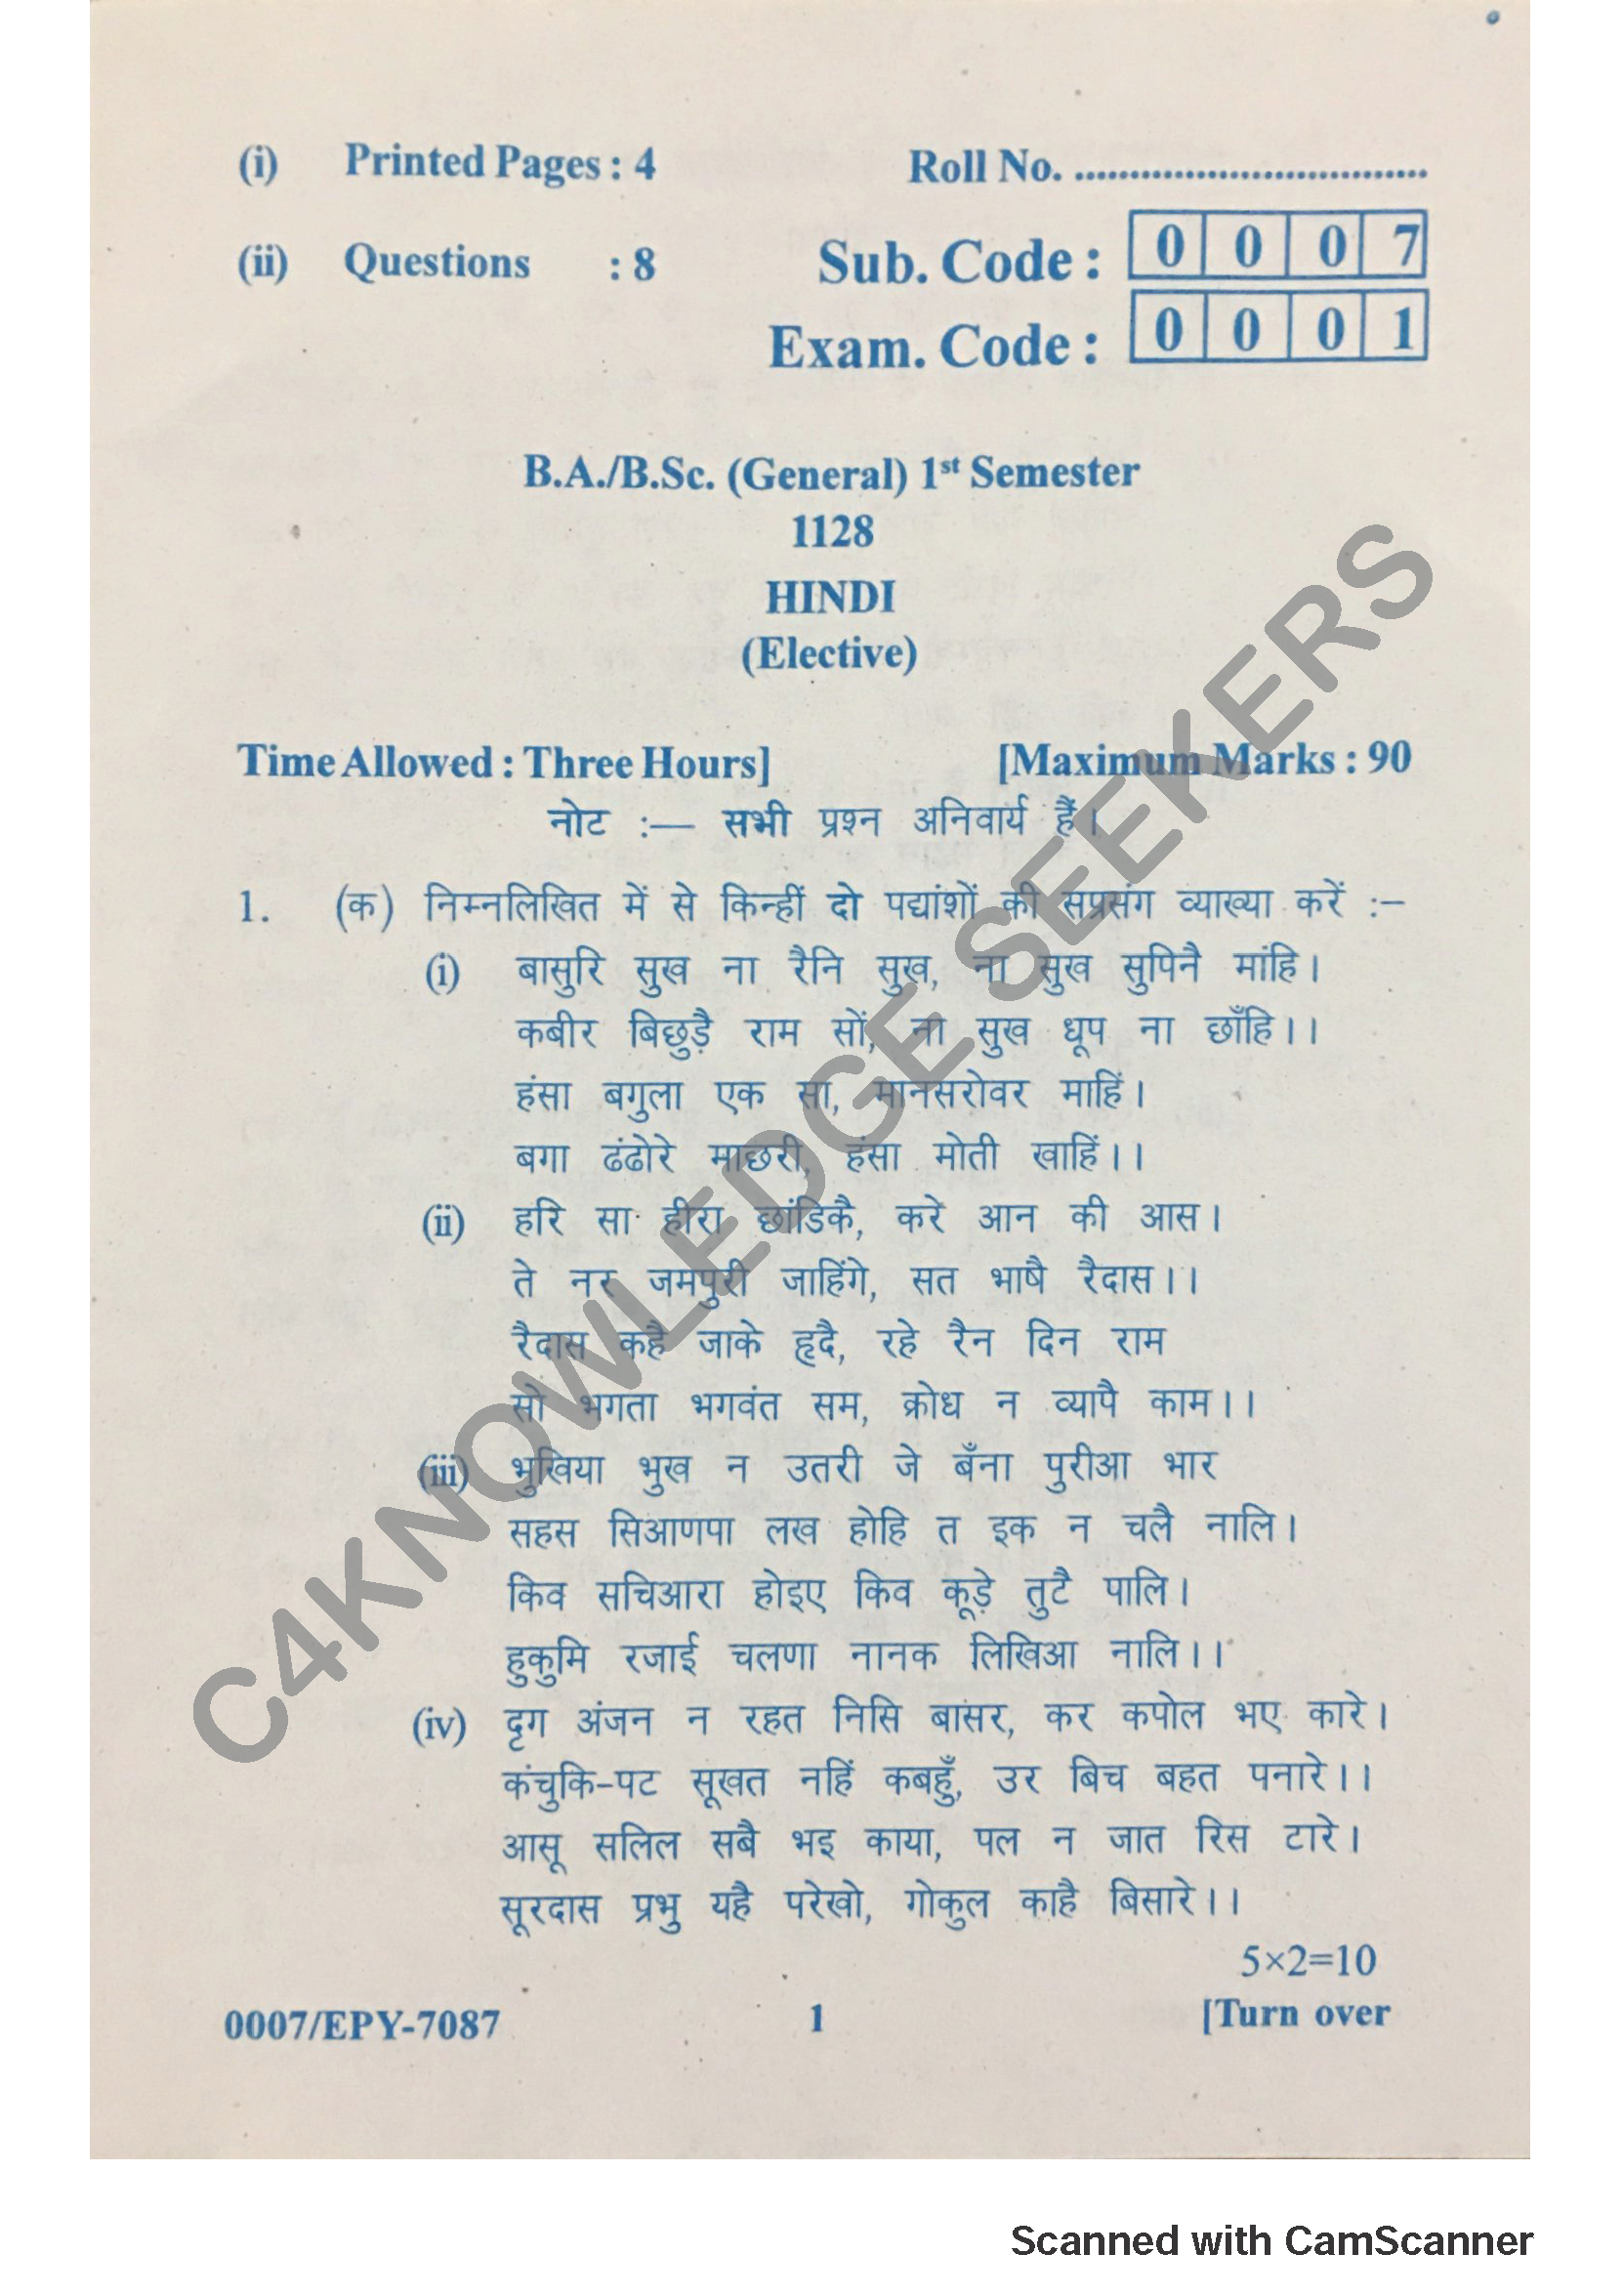 (i) Printed Pages : 4 Roll No. ..................................
(ii) Questions : 8 Sub. Code : 0 0 0 7
Exam. Code : 0 0 0 1
B.A./B.Sc. (General) 1st Semester
1128
HINDI
(Elective)
Time Allowed : Three Hours] [Maximum Marks : 90
नोट :— सभी प्रश्न अनिवार्य हैं।
1. (क) निम्नलिखित में से किन्हीं दो पद्यांशों की सप्रसंग व्याख्या करें :–
(i) बासुरि सुख ना रैनि सुख, ना सुख सुपिनै मांहि।
कबीर बिछुड़ै राम सों, ना सुख धूप ना छाँहि।।
हंसा बगुला एक सा, मानसरोवर माहिं।
बगा ढंढोरे माछरी, हंसा मोती खाहिं।।
(ii) हरि सा हीरा छांडिकै, करे आन की आस।
ते नर जमपुरी जाहिंगे, सत भाषै रैदास।।
रैदास कहै जाके हृदै, रहे रैन दिन राम
सो भगता भगवंत सम, क्रोध न व्यापै काम।।
(iii) भुखिया भुख न उतरी जे बँना पुरीआ भार
सहस सिआणपा लख होहि त इक न चलै नालि।
किव सचिआरा होइए किव कूड़े तुटै पालि।
हुकुमि रजाई चलणा नानक लिखिआ नालि।।
(iv) दृग अंजन न रहत निसि बासर, कर कपोल भए कारे।
कंचुकि-पट सूखत नहिं कबहुँ, उर बिच बहत पनारे।।
आसू सलिल सबै भइ काया, पल न जात रिस टारे।
सूरदास प्रभु यहै परेखो, गोकुल काहै बिसारे।।
5×2=10
0007/EPY-7087 1 [Turn over
C4KNOWLEDGE SEEKERS
Scanned with CamScanner